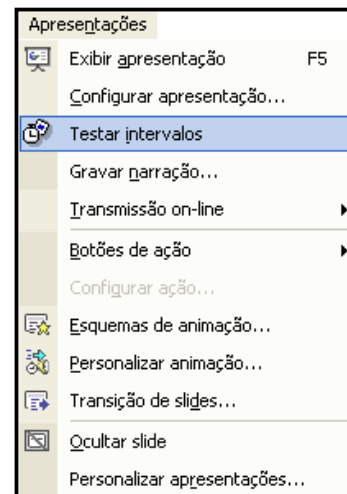 Apresentações
Exibir apresentação F5
Configurar apresentação...
Testar intervalos
Gravar narração...
Transmissão on-line
Botões de ação
Configurar ação...
Esquemas de animação...
Personalizar animação...
Transição de slides...
Ocultar slide
Personalizar apresentações...